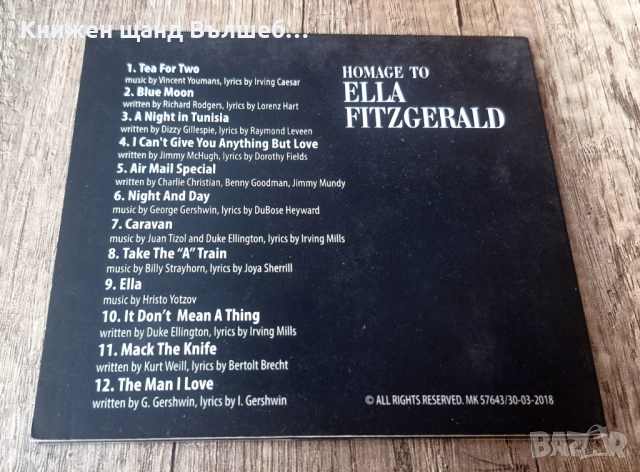 Книжен щанд Вълшеб...
HOMAGE TO
ELLA
FITZGERALD
1. Tea For Two
music by Vincent Youmans, lyrics by Irving Caesar
2. Blue Moon
written by Richard Rodgers, lyrics by Lorenz Hart
3. A Night in Tunisia
written by Dizzy Gillespie, lyrics by Raymond Leveen
4. I Can't Give You Anything But Love
written by Jimmy McHugh, lyrics by Dorothy Fields
5. Air Mail Special
written by Charlie Christian, Benny Goodman, Jimmy Mundy
6. Night And Day
music by George Gershwin, lyrics by DuBose Heyward
7. Caravan
music by Juan Tizol and Duke Ellington, lyrics by Irving Mills
8. Take The "A" Train
music by Billy Strayhorn, lyrics by Joya Sherrill
9. Ella
music by Hristo Yotzov
10. It Don't Mean A Thing
written by Duke Ellington, lyrics by Irving Mills
11. Mack The Knife
written by Kurt Weill, lyrics by Bertolt Brecht
12. The Man I Love
written by G. Gershwin, lyrics by I. Gershwin
© ALL RIGHTS RESERVED. MK 57643/30-03-2018
BAZAR